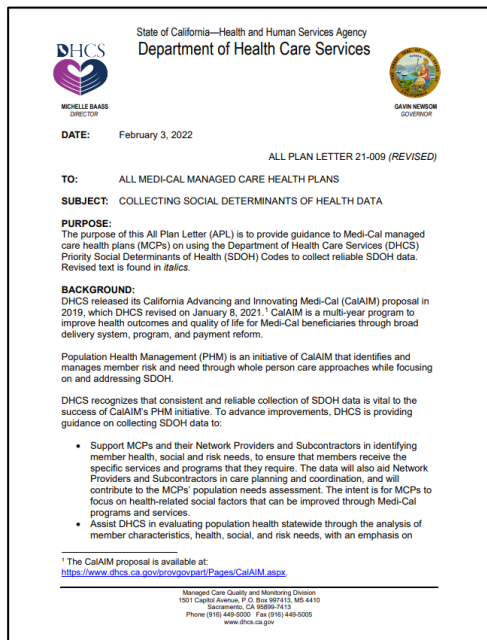 State of California—Health and Human Services Agency
Department of Health Care Services
DHCS
MICHELLE BAASS
DIRECTOR
GAVIN NEWSOM
GOVERNOR
DATE: February 3, 2022
ALL PLAN LETTER 21-009 (REVISED)
TO: ALL MEDI-CAL MANAGED CARE HEALTH PLANS
SUBJECT: COLLECTING SOCIAL DETERMINANTS OF HEALTH DATA
PURPOSE:
The purpose of this All Plan Letter (APL) is to provide guidance to Medi-Cal managed
care health plans (MCPs) on using the Department of Health Care Services (DHCS)
Priority Social Determinants of Health (SDOH) Codes to collect reliable SDOH data.
Revised text is found in italics.
BACKGROUND:
DHCS released its California Advancing and Innovating Medi-Cal (CalAIM) proposal in
2019, which DHCS revised on January 8, 2021.¹ CalAIM is a multi-year program to
improve health outcomes and quality of life for Medi-Cal beneficiaries through broad
delivery system, program, and payment reform.
Population Health Management (PHM) is an initiative of CalAIM that identifies and
manages member risk and need through whole person care approaches while focusing
on and addressing SDOH.
DHCS recognizes that consistent and reliable collection of SDOH data is vital to the
success of CalAIM's PHM initiative. To advance improvements, DHCS is providing
guidance on collecting SDOH data to:
• Support MCPs and their Network Providers and Subcontractors in identifying
member health, social and risk needs, to ensure that members receive the
specific services and programs that they require. The data will also aid Network
Providers and Subcontractors in care planning and coordination, and will
contribute to the MCPs' population needs assessment. The intent is for MCPs to
focus on health-related social factors that can be improved through Medi-Cal
programs and services.
• Assist DHCS in evaluating population health statewide through the analysis of
member characteristics, health, social, and risk needs, with an emphasis on
¹ The CalAIM proposal is available at:
https://www.dhcs.ca.gov/provgovpart/Pages/CalAIM.aspx.
Managed Care Quality and Monitoring Division
1501 Capitol Avenue, P.O. Box 997413, MS 4410
Sacramento, CA 95899-7413
Phone (916) 449-5000 Fax (916) 449-5005
www.dhcs.ca.gov